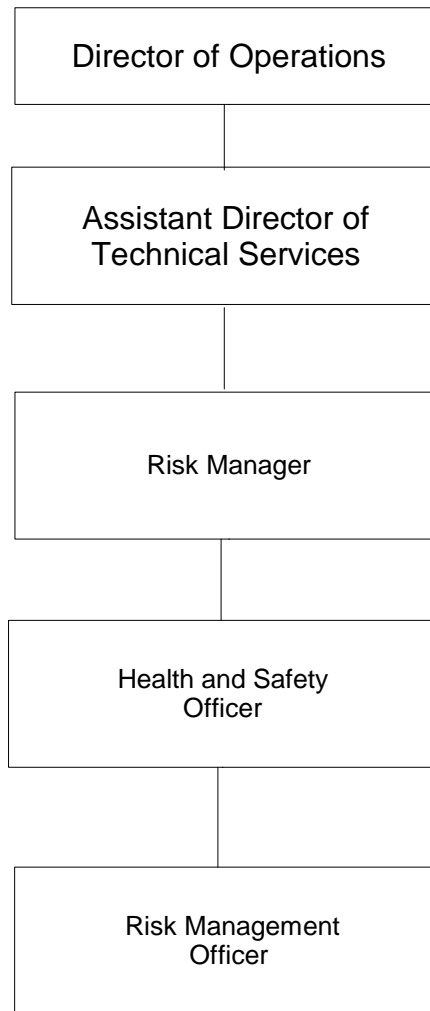 Director of Operations
Assistant Director of
Technical Services
Risk Manager
Health and Safety
Officer
Risk Management
Officer